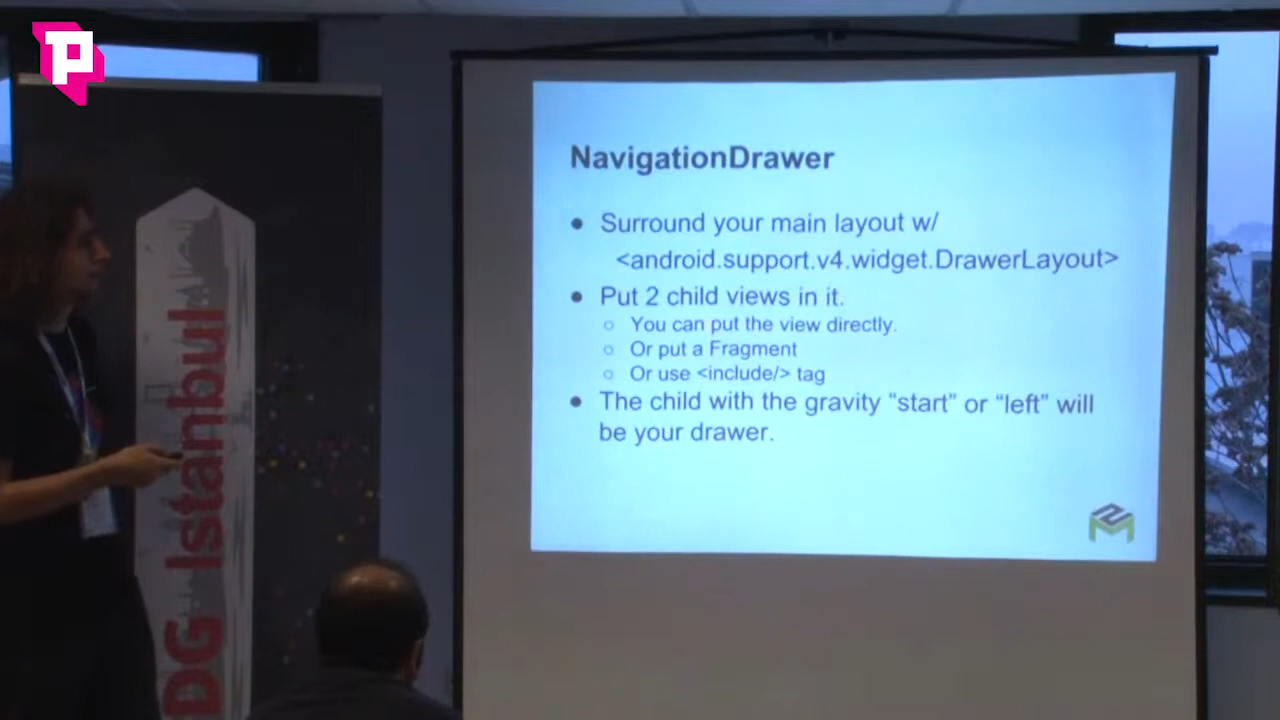 P
NavigationDrawer
● Surround your main layout w/
<android.support.v4.widget.DrawerLayout>
● Put 2 child views in it.
○ You can put the view directly.
○ Or put a Fragment
○ Or use <include/> tag
● The child with the gravity “start” or “left” will
be your drawer.
DG Istanbul